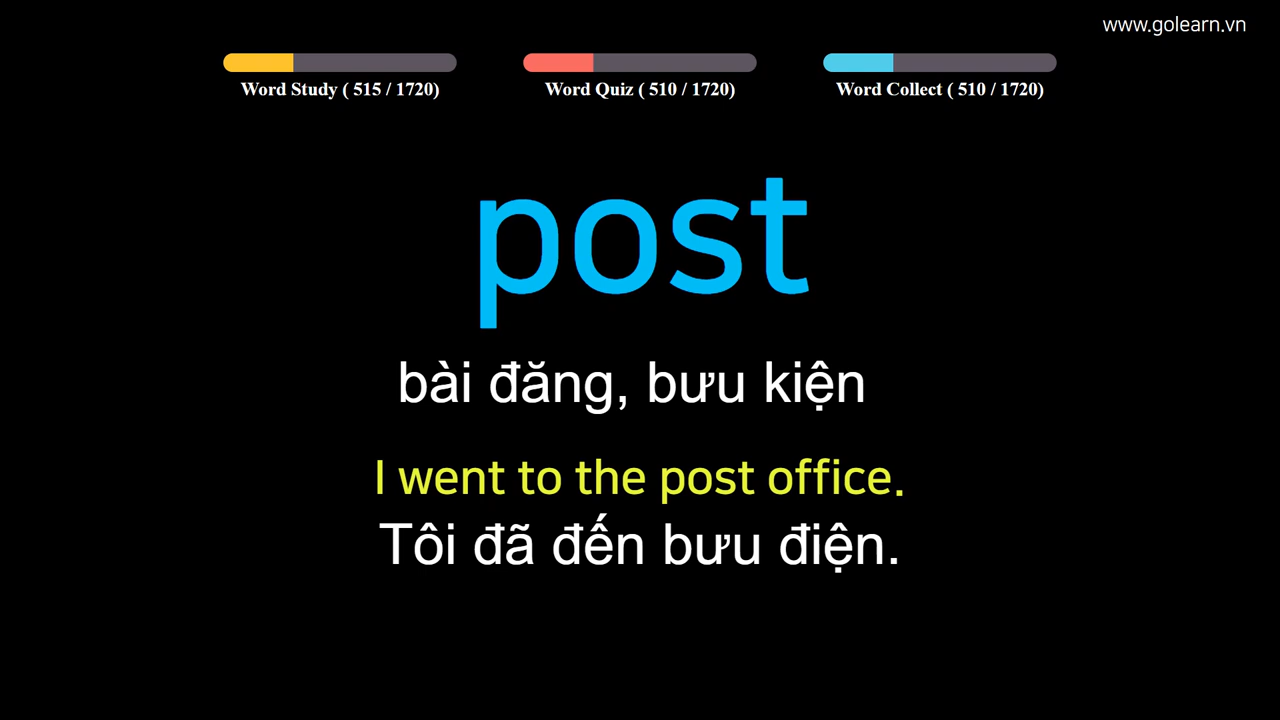 www.golearn.vn
Word Study ( 515 / 1720)
Word Quiz ( 510 / 1720)
Word Collect ( 510 / 1720)
post
bài đăng, bưu kiện
I went to the post office.
Tôi đã đến bưu điện.